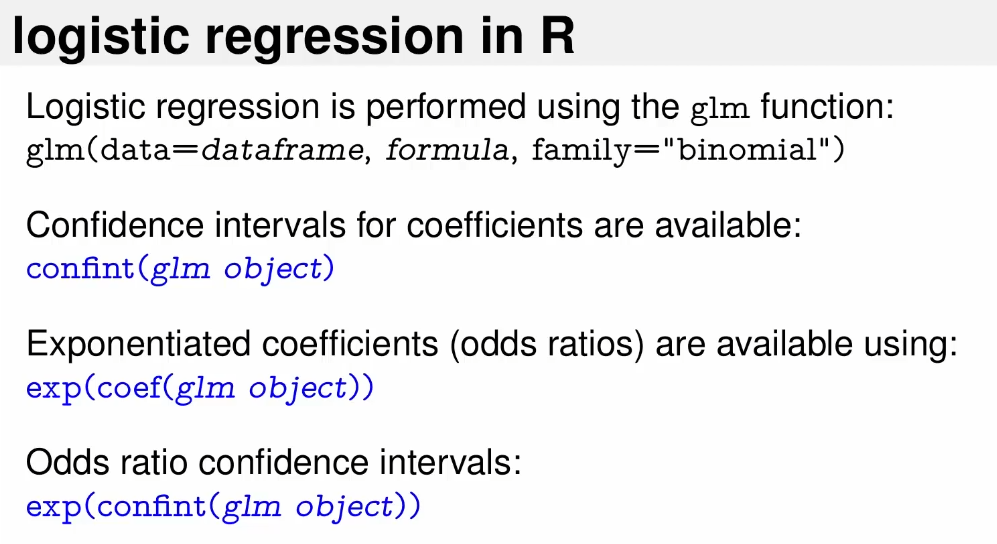 logistic regression in R
Logistic regression is performed using the glm function:
glm(data=dataframe, formula, family="binomial")
Confidence intervals for coefficients are available:
confint(glm object)
Exponentiated coefficients (odds ratios) are available using:
exp(coef(glm object))
Odds ratio confidence intervals:
exp(confint(glm object))